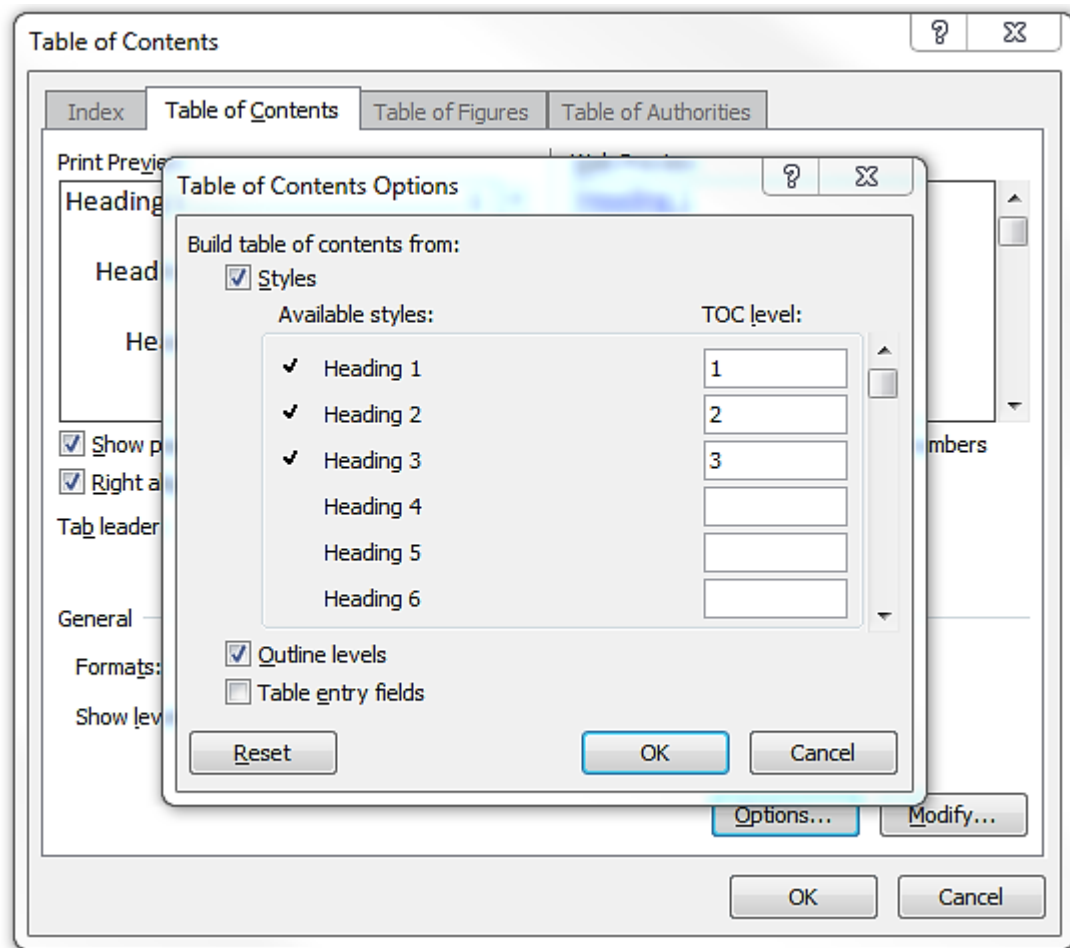 Table of Contents
Index Table of Contents Table of Figures Table of Authorities
Print Previe
Heading
Head
He
Show p
mbers
Right al
Tab leader
General
Formats:
Show lev
Options... Modify...
OK Cancel
Table of Contents Options
Build table of contents from:
Styles
Available styles: TOC level:
Heading 1 1
Heading 2 2
Heading 3 3
Heading 4
Heading 5
Heading 6
Outline levels
Table entry fields
Reset OK Cancel